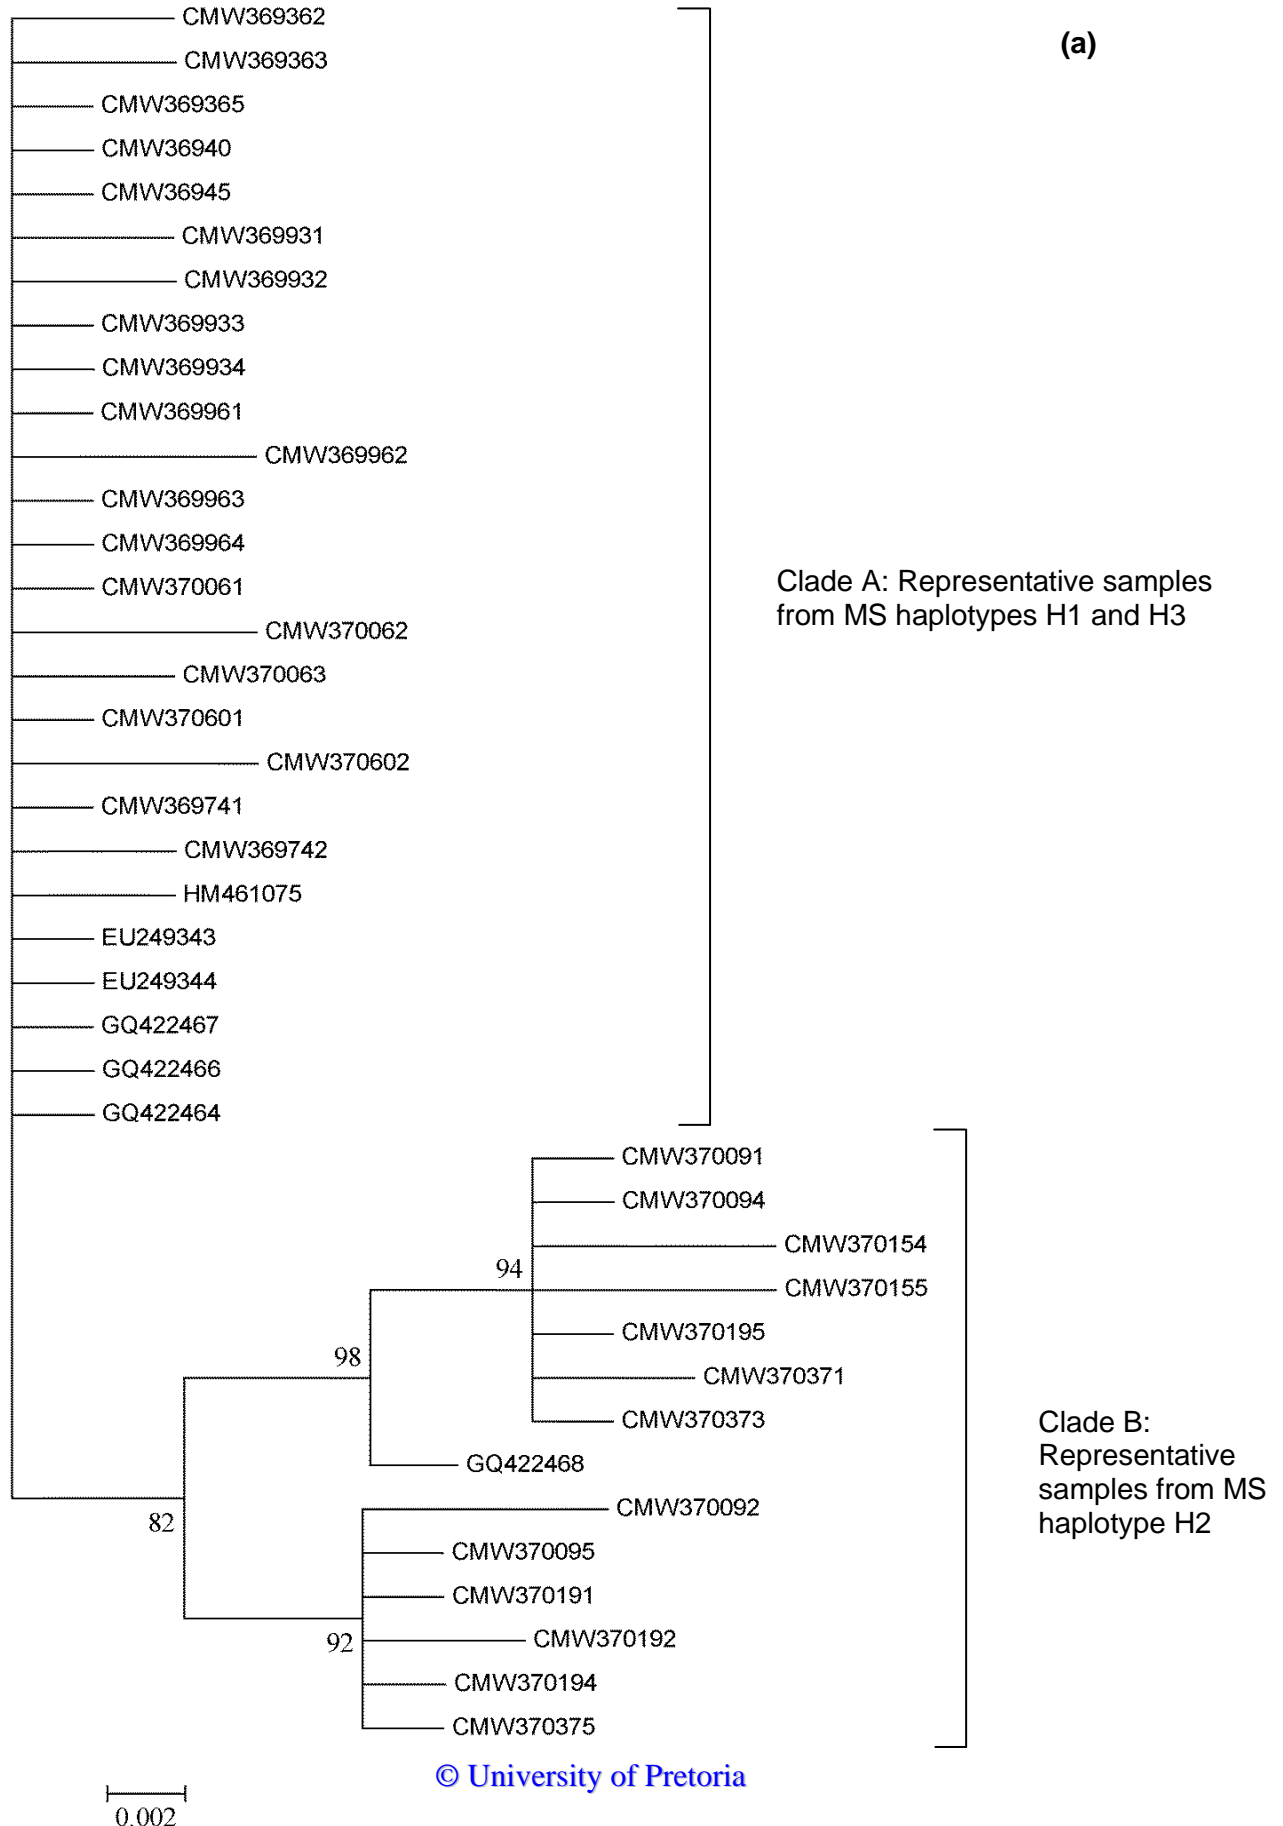 CMW369362
(a)
CMW369363
CMW369365
CMW36940
CMW36945
CMW369931
CMW369932
CMW369933
CMW369934
CMW369961
CMW369962
CMW369963
CMW369964
CMW370061
CMW370062
CMW370063
CMW370601
CMW370602
CMW369741
CMW369742
HM461075
EU249343
EU249344
GQ422467
GQ422466
GQ422464
Clade A: Representative samples
from MS haplotypes H1 and H3
CMW370091
CMW370094
CMW370154
94
CMW370155
CMW370195
98
CMW370371
CMW370373
GQ422468
CMW370092
82
CMW370095
CMW370191
CMW370192
92
CMW370194
CMW370375
Clade B:
Representative
samples from MS
haplotype H2
© University of Pretoria
0.002